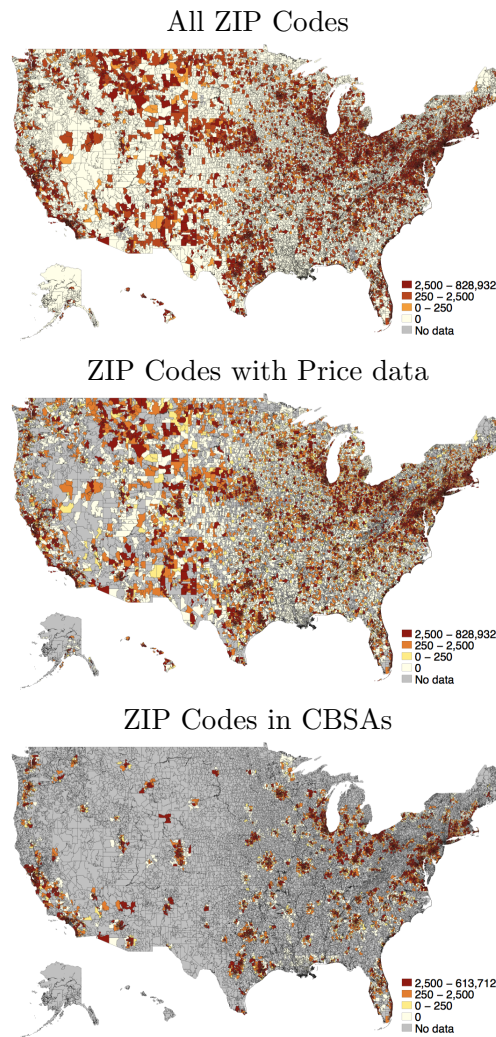 All ZIP Codes
2,500 – 828,932
250 – 2,500
0 – 250
0
No data
ZIP Codes with Price data
2,500 – 828,932
250 – 2,500
0 – 250
0
No data
ZIP Codes in CBSAs
2,500 – 613,712
250 – 2,500
0 – 250
0
No data